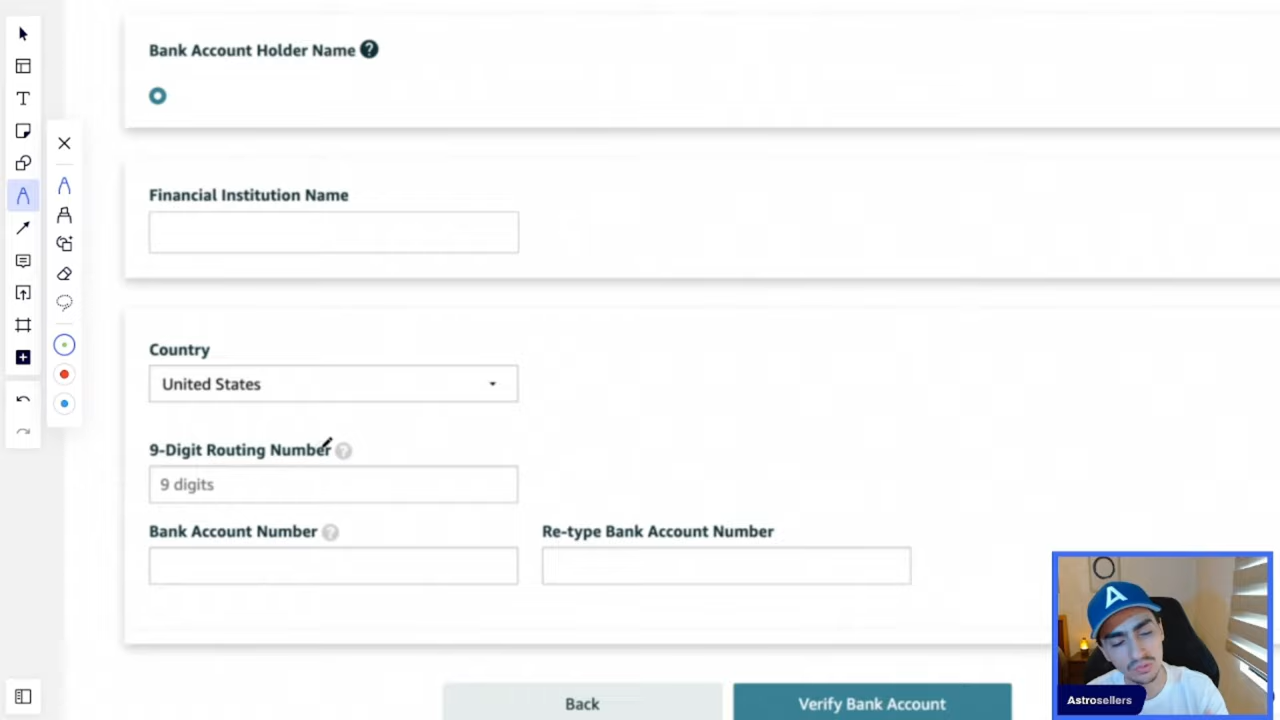 Bank Account Holder Name ?
Financial Institution Name
Country
United States
9-Digit Routing Number ?
9 digits
Bank Account Number ?
Re-type Bank Account Number
Back
Verify Bank Account
Astrosellers